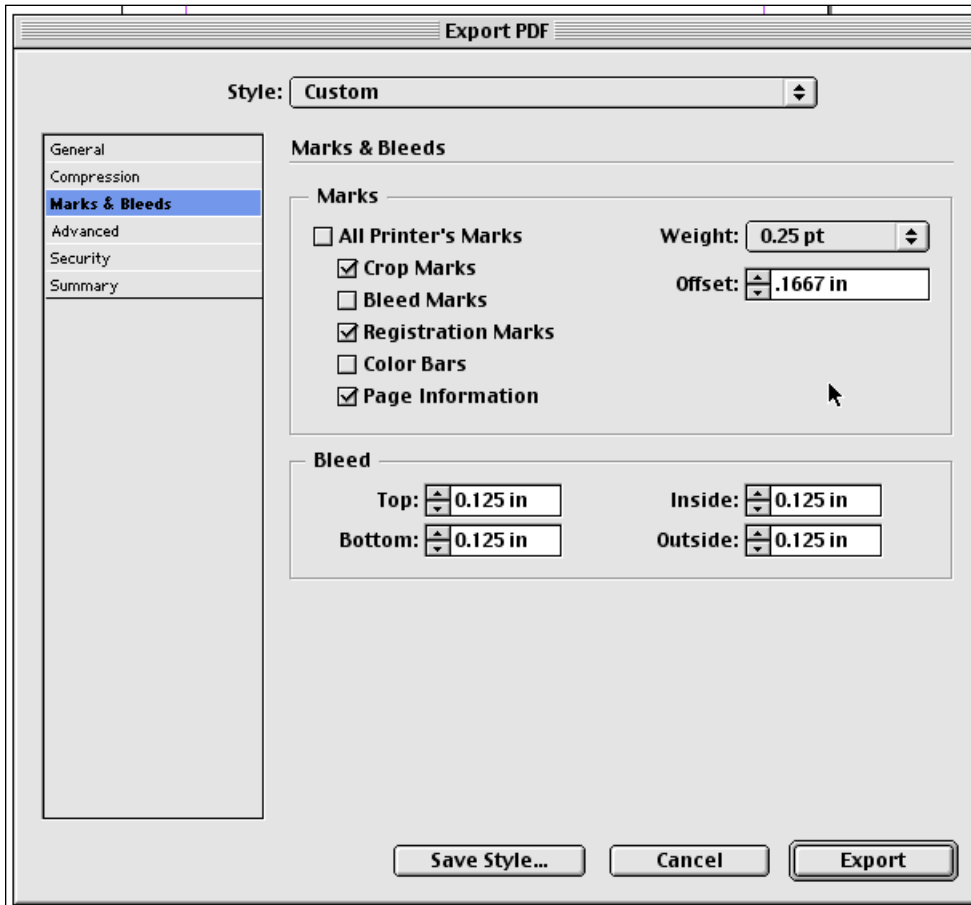 Export PDF
Style: Custom
General
Compression
Marks & Bleeds
Advanced
Security
Summary
Marks & Bleeds
Marks
All Printer's Marks
Crop Marks
Bleed Marks
Registration Marks
Color Bars
Page Information
Weight: 0.25 pt
Offset: .1667 in
Bleed
Top: 0.125 in
Bottom: 0.125 in
Inside: 0.125 in
Outside: 0.125 in
Save Style... Cancel Export